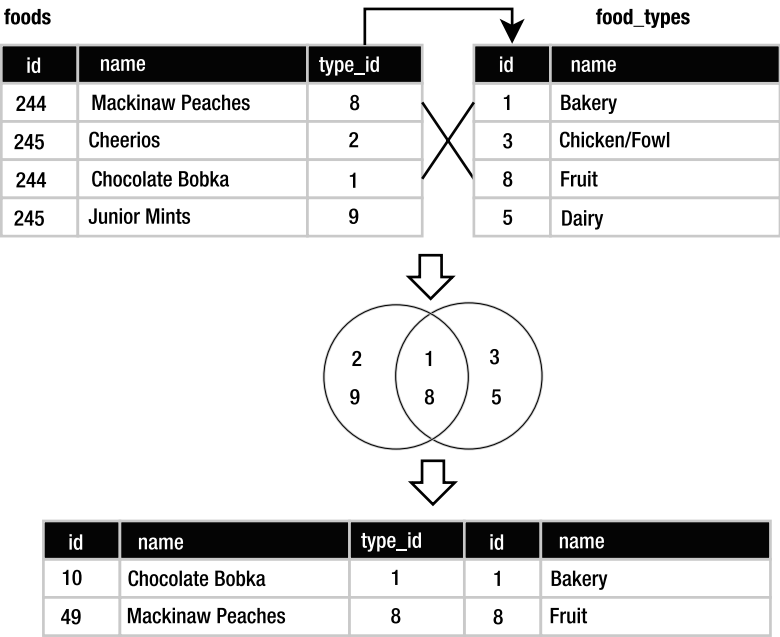 foods food_types
id name type_id id name
244 Mackinaw Peaches 8 1 Bakery
245 Cheerios 2 3 Chicken/Fowl
244 Chocolate Bobka 1 8 Fruit
245 Junior Mints 9 5 Dairy
2 1 3
9 8 5
id name type_id id name
10 Chocolate Bobka 1 1 Bakery
49 Mackinaw Peaches 8 8 Fruit